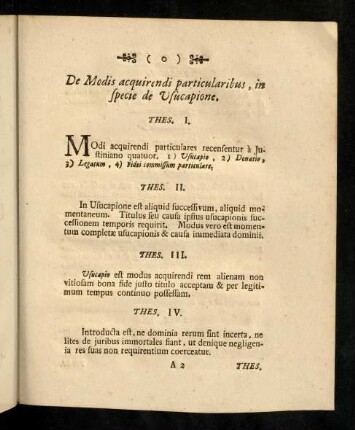 ( o )
De Modis acquirendi particularibus, in
specie de Usucapione.
THES. I.
MOdi acquirendi particulares recensentur à Ju-
stiniano quatuor. 1) Usucapio, 2) Donatio,
3) Legatum, 4) Fidei commissum particulare.
THES. II.
In Usucapione est aliquid successivum, aliquid mo-
mentaneum. Titulus seu causa ipsius usucapionis suc-
cessionem temporis requirit. Modus vero est momen-
tum completæ usucapionis & causa immediata dominii.
THES. III.
Usucapio est modus acquirendi rem alienam non
vitiosam bona fide justo titulo acceptam & per legiti-
mum tempus continuo possessam.
THES. IV.
Introducta est, ne dominia rerum sint incerta, ne
lites de juribus immortales fiant, ut denique negligen-
tia res suas non requirentium coerceatur.
A 2 THES.